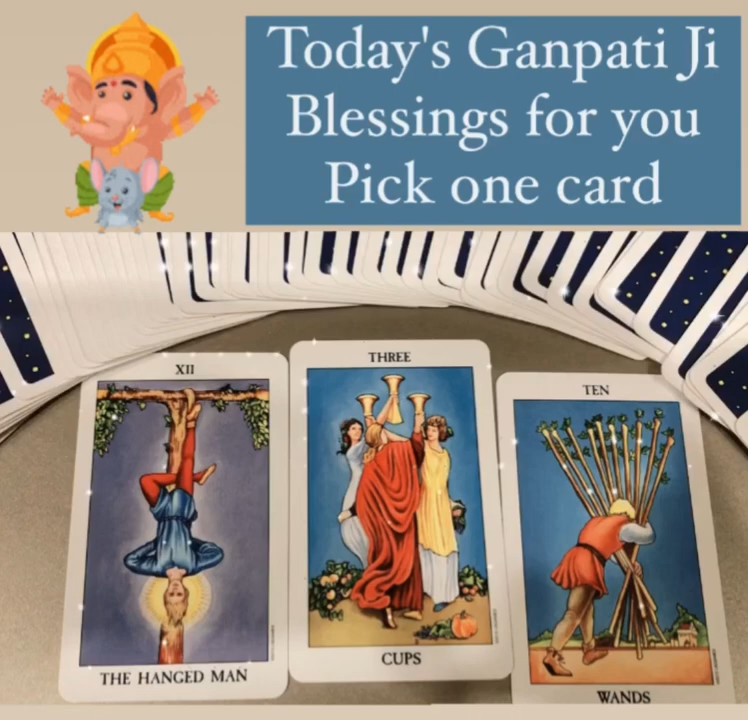 Today's Ganpati Ji
Blessings for you
Pick one card
XII
THE HANGED MAN
THREE
CUPS
TEN
WANDS